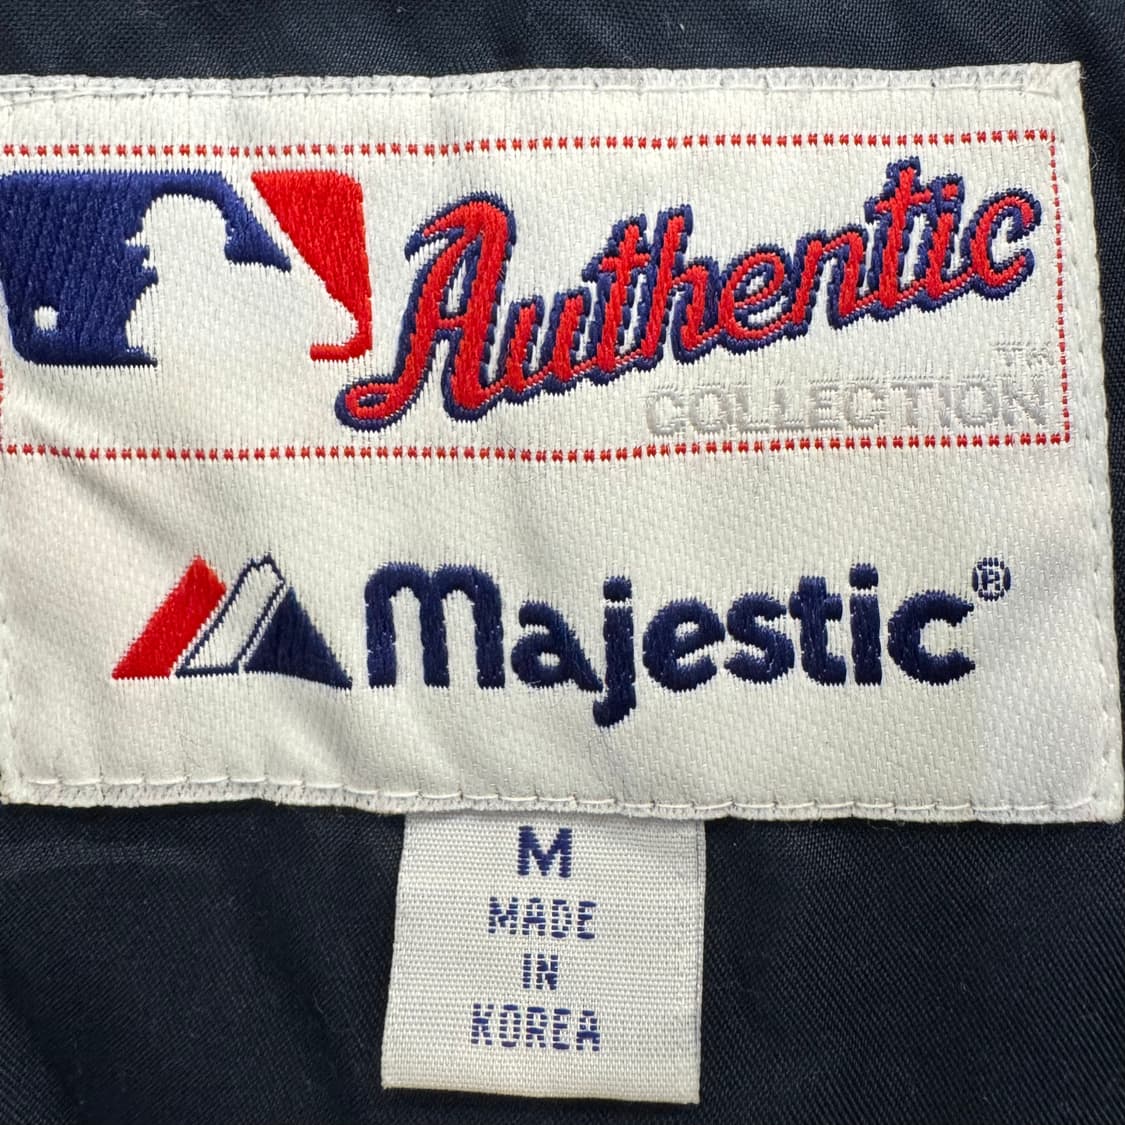 Authentic
TM
COLLECTION
Majestic®
M
MADE
IN
KOREA